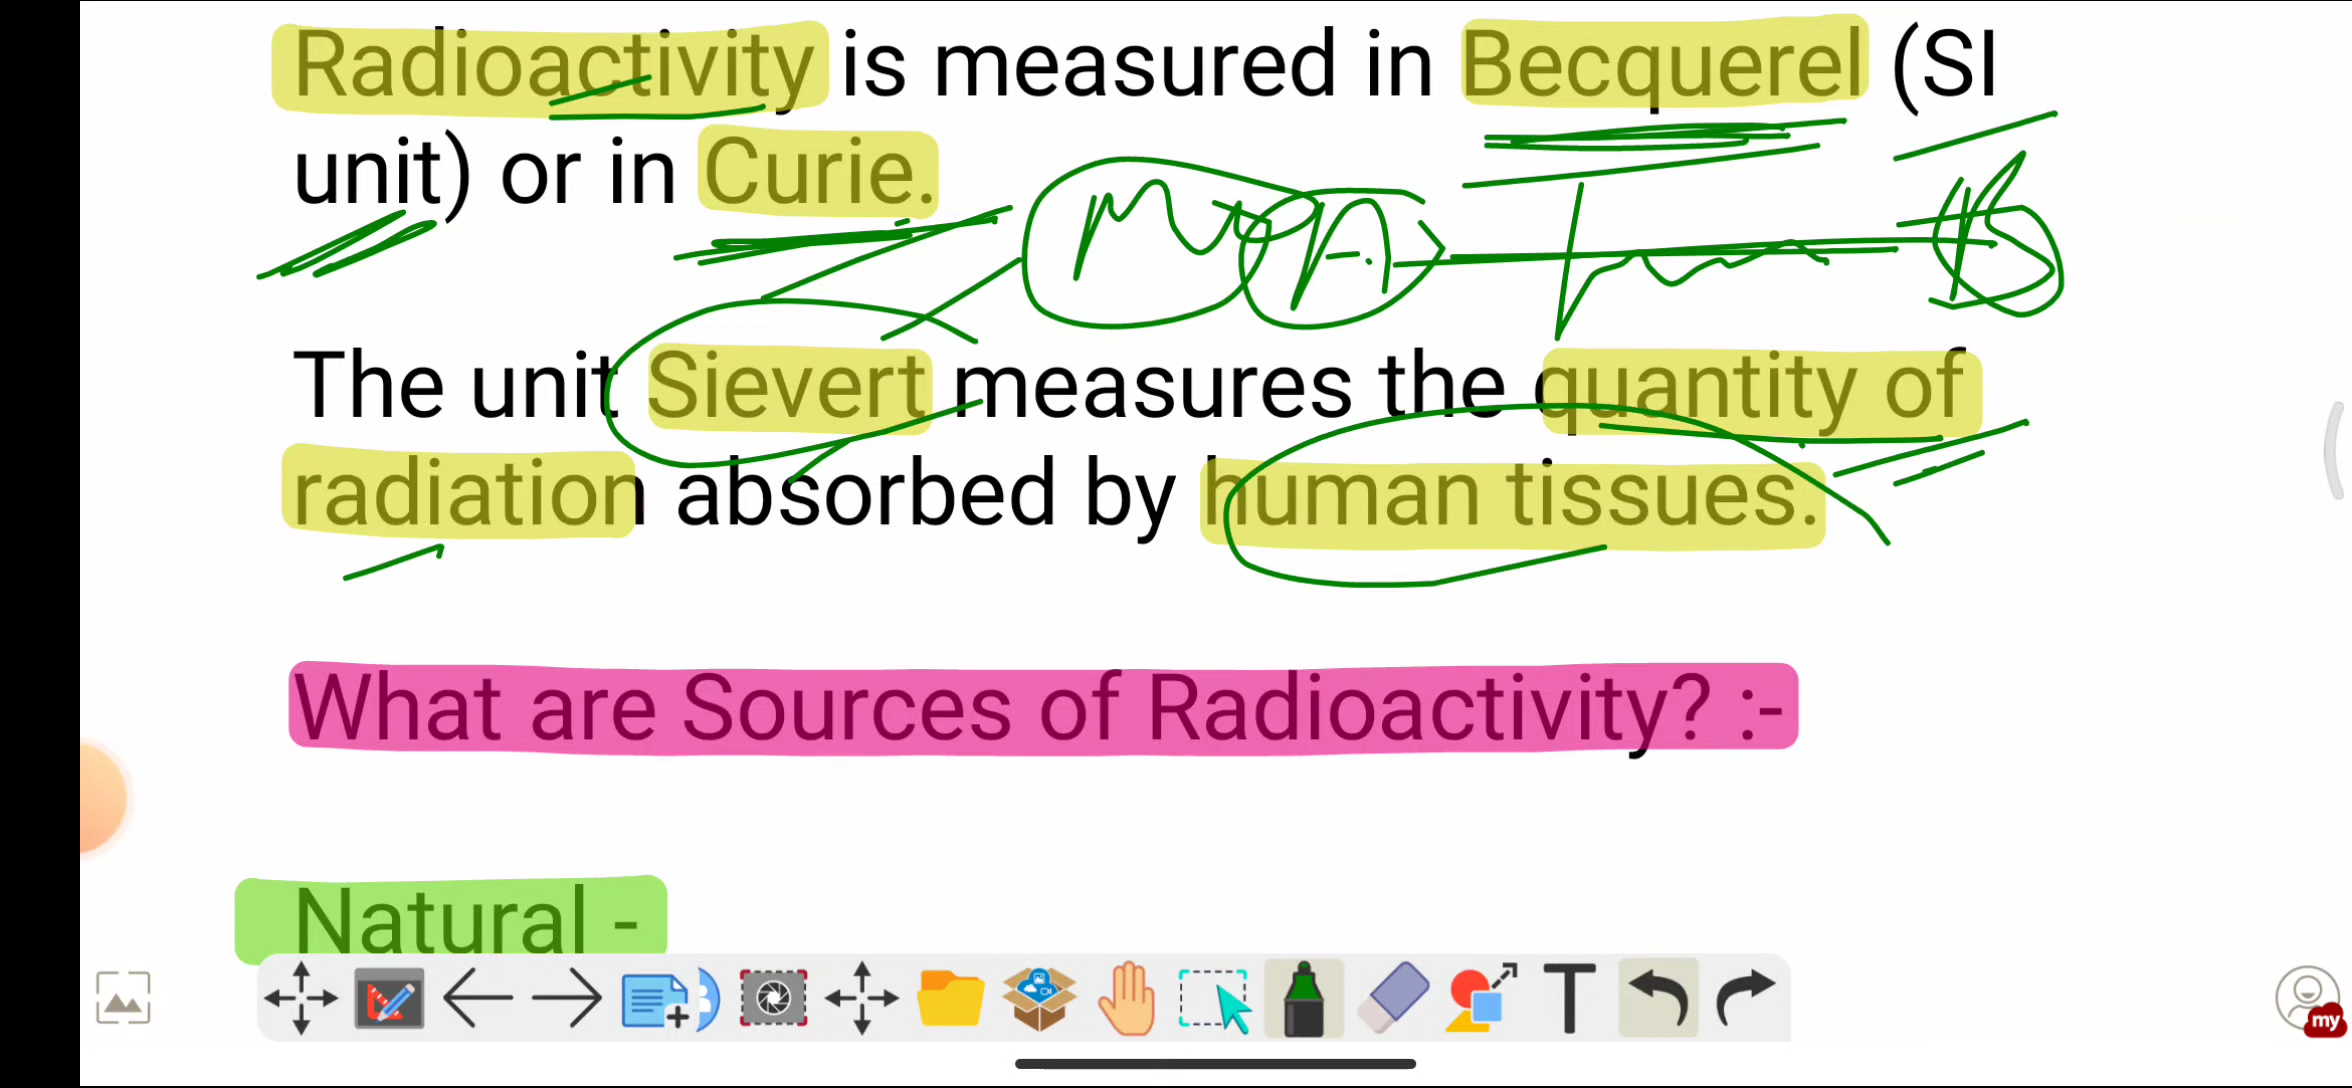 Radioactivity is measured in Becquerel (SI
unit) or in Curie.
The unit Sievert measures the quantity of
radiation absorbed by human tissues.
What are Sources of Radioactivity? :-
Natural -
T
my